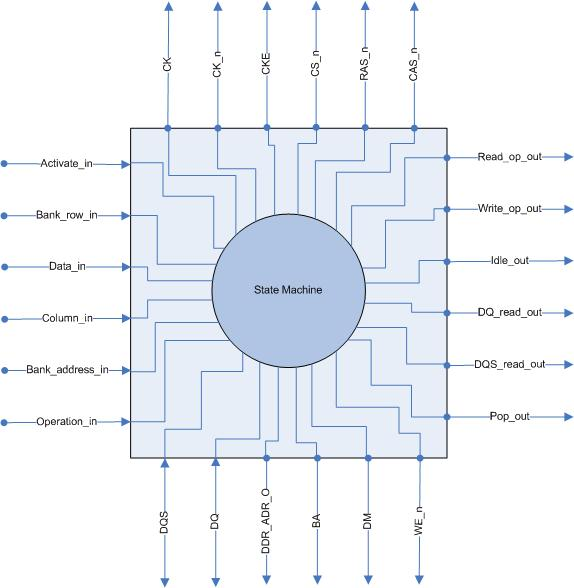 CK
CK_n
CKE
CS_n
RAS_n
CAS_n
Activate_in
Bank_row_in
Data_in
Column_in
Bank_address_in
Operation_in
State Machine
Read_op_out
Write_op_out
Idle_out
DQ_read_out
DQS_read_out
Pop_out
DQS
DQ
DDR_ADR_O
BA
DM
WE_n